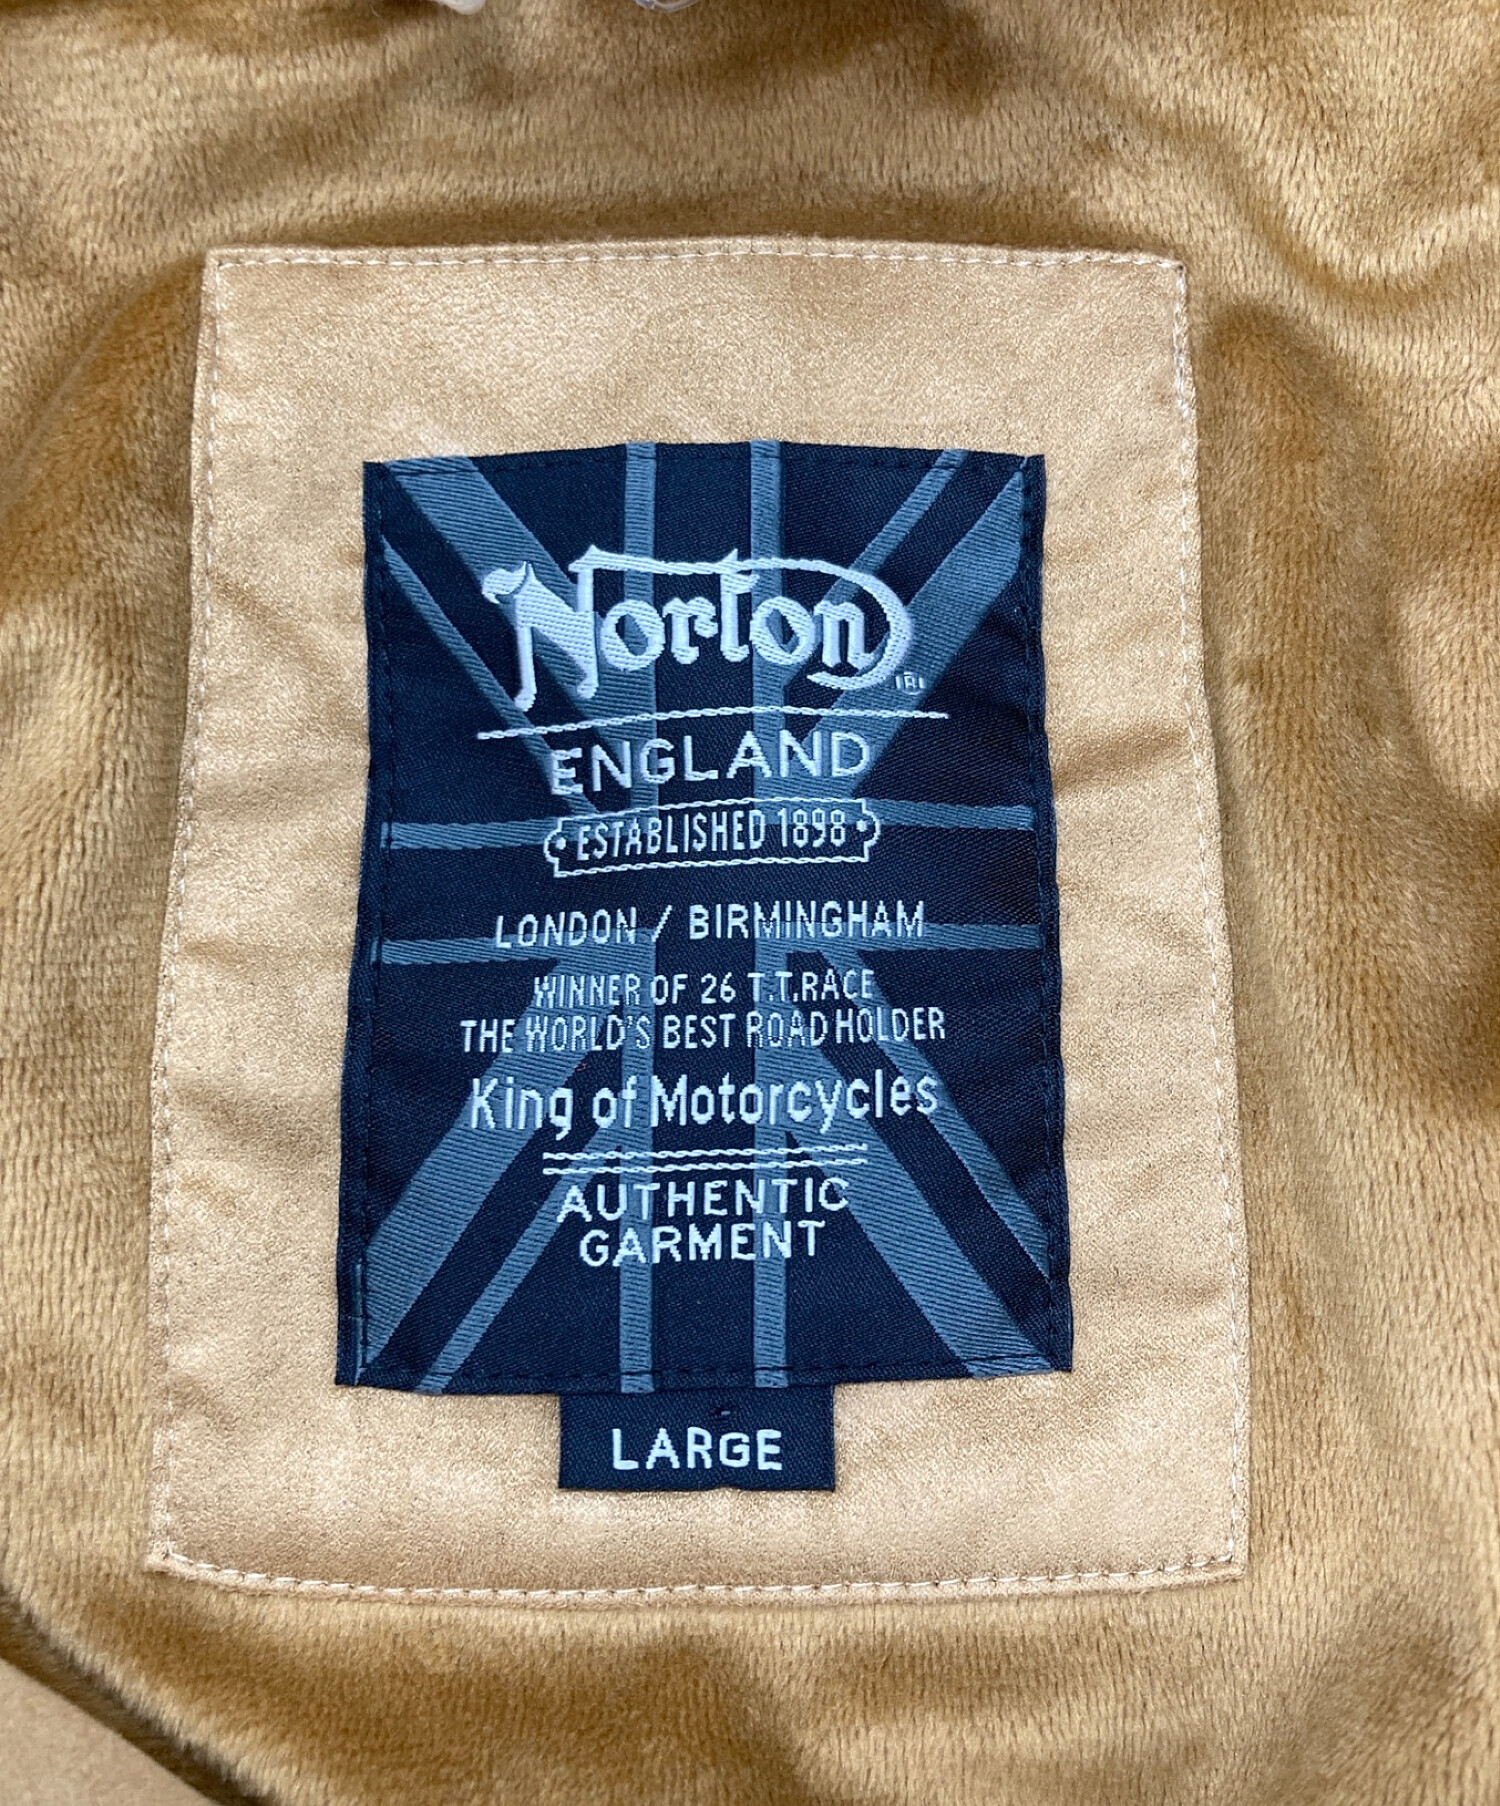 Norton ®
ENGLAND
ESTABLISHED 1898
LONDON / BIRMINGHAM
WINNER OF 26 T.T.RACE
THE WORLD'S BEST ROAD HOLDER
King of Motorcycles
AUTHENTIC
GARMENT
LARGE